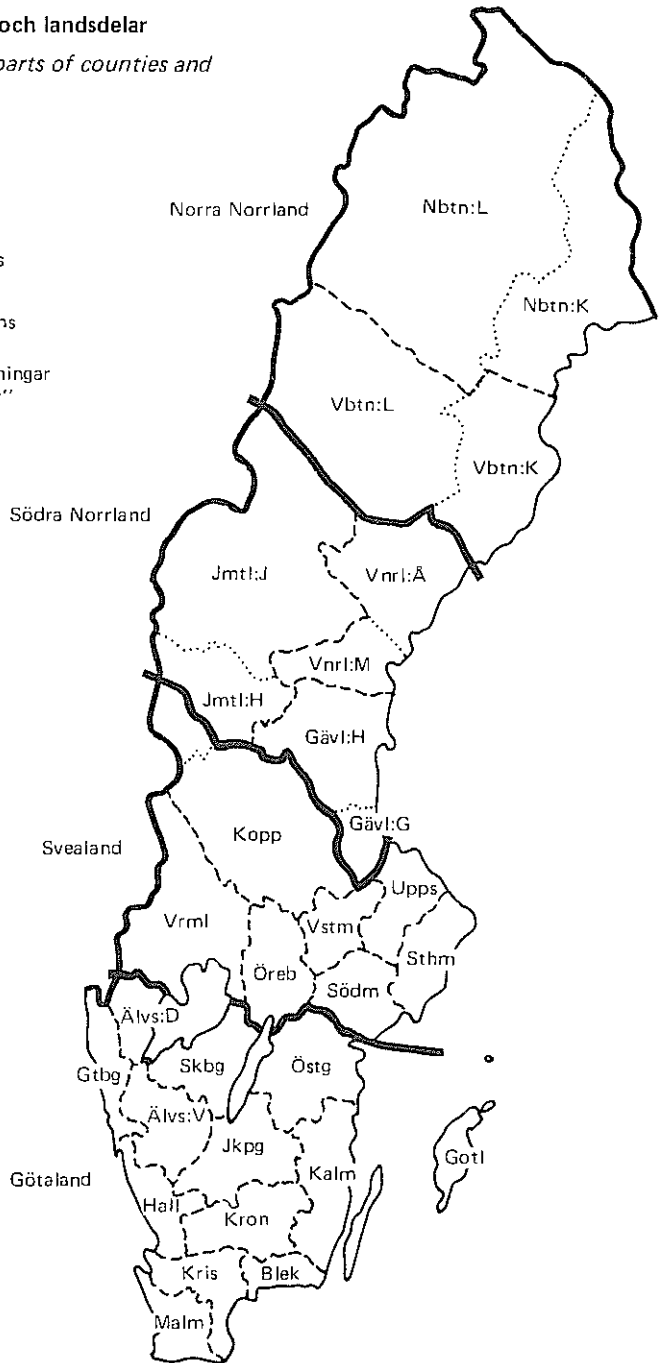 och landsdelar
parts of counties and
Norra Norrland
Nbtn:L
Nbtn:K
Vbtn:L
Vbtn:K
Södra Norrland
Jmtl:J
Vnrl:Å
Vnrl:M
Jmtl:H
Gävl:H
Gävl:G
Svealand
Kopp
Upps
Vrml
Vstm
Sthm
Öreb
Södm
Älvs:D
Skbg
Östg
Gtbg
Älvs:V
Jkpg
Kalm
Gotl
Götaland
Hall
Kron
Kris
Blek
Malm